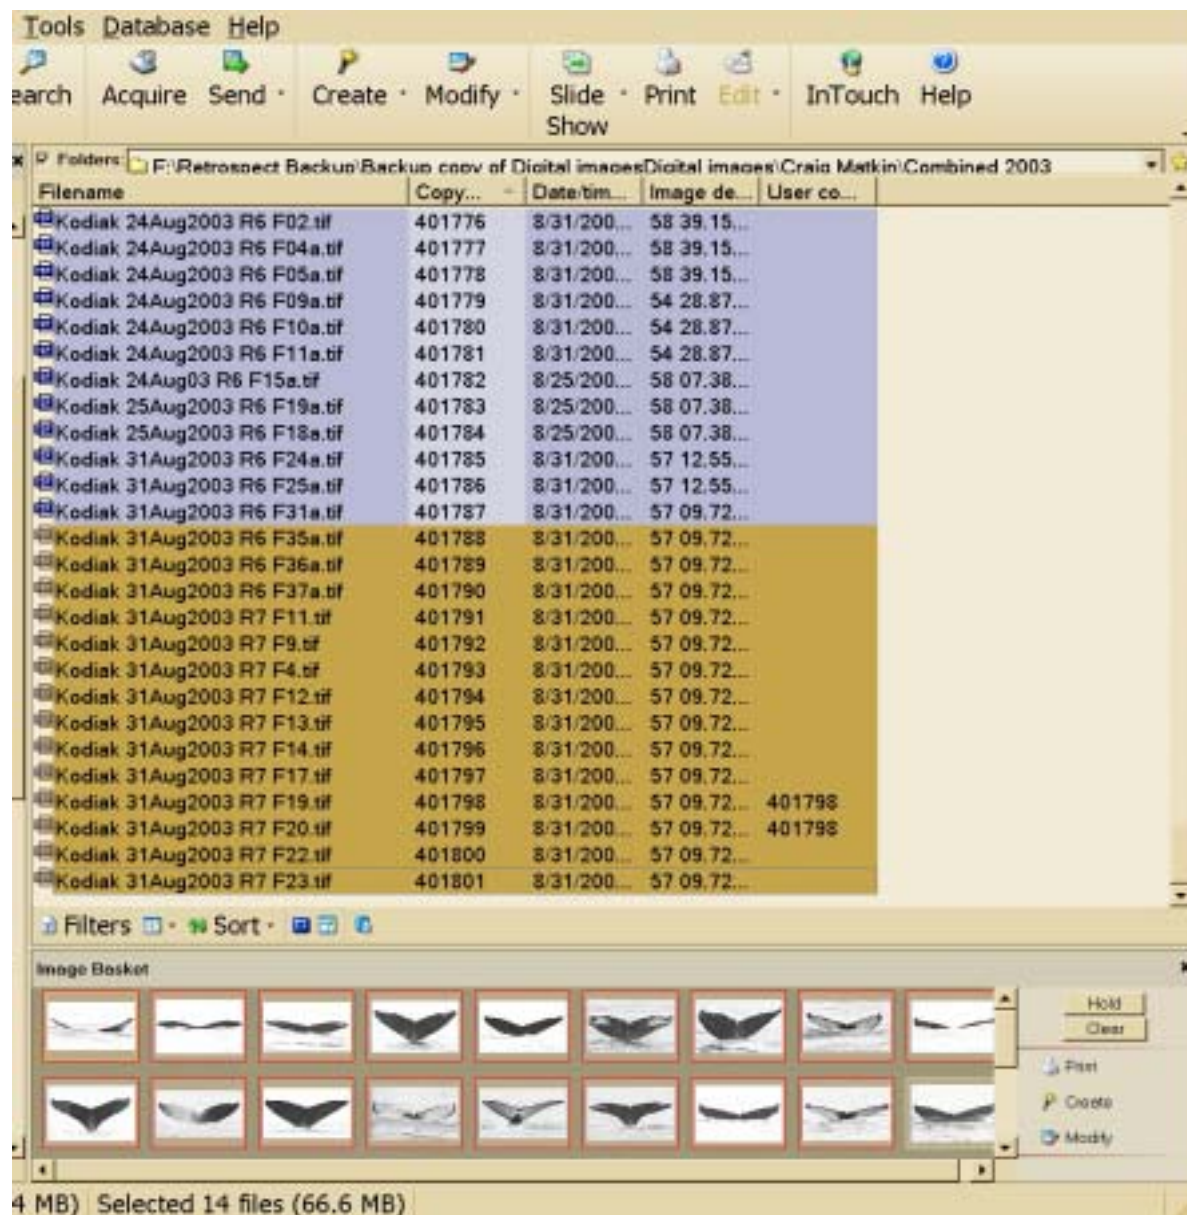 Tools Database Help
earch Acquire Send Create Modify Slide Show Print Edit InTouch Help
Folders: F:\Retrospect Backup\Backup copy of Digital imagesDigital images\Craig Matkin\Combined 2003
Filename Copy... Date/tim... Image de... User co...
Kodiak 24Aug2003 R6 F02.tif 401776 8/31/200... 58 39.15...
Kodiak 24Aug2003 R6 F04a.tif 401777 8/31/200... 58 39.15...
Kodiak 24Aug2003 R6 F05a.tif 401778 8/31/200... 58 39.15...
Kodiak 24Aug2003 R6 F09a.tif 401779 8/31/200... 54 28.87...
Kodiak 24Aug2003 R6 F10a.tif 401780 8/31/200... 54 28.87...
Kodiak 24Aug2003 R6 F11a.tif 401781 8/31/200... 54 28.87...
Kodiak 24Aug03 R6 F15a.tif 401782 8/25/200... 58 07.38...
Kodiak 25Aug2003 R6 F19a.tif 401783 8/25/200... 58 07.38...
Kodiak 25Aug2003 R6 F18a.tif 401784 8/25/200... 58 07.38...
Kodiak 31Aug2003 R6 F24a.tif 401785 8/31/200... 57 12.55...
Kodiak 31Aug2003 R6 F25a.tif 401786 8/31/200... 57 12.55...
Kodiak 31Aug2003 R6 F31a.tif 401787 8/31/200... 57 09.72...
Kodiak 31Aug2003 R6 F35a.tif 401788 8/31/200... 57 09.72...
Kodiak 31Aug2003 R6 F36a.tif 401789 8/31/200... 57 09.72...
Kodiak 31Aug2003 R6 F37a.tif 401790 8/31/200... 57 09.72...
Kodiak 31Aug2003 R7 F11.tif 401791 8/31/200... 57 09.72...
Kodiak 31Aug2003 R7 F9.tif 401792 8/31/200... 57 09.72...
Kodiak 31Aug2003 R7 F4.tif 401793 8/31/200... 57 09.72...
Kodiak 31Aug2003 R7 F12.tif 401794 8/31/200... 57 09.72...
Kodiak 31Aug2003 R7 F13.tif 401795 8/31/200... 57 09.72...
Kodiak 31Aug2003 R7 F14.tif 401796 8/31/200... 57 09.72...
Kodiak 31Aug2003 R7 F17.tif 401797 8/31/200... 57 09.72...
Kodiak 31Aug2003 R7 F19.tif 401798 8/31/200... 57 09.72... 401798
Kodiak 31Aug2003 R7 F20.tif 401799 8/31/200... 57 09.72... 401798
Kodiak 31Aug2003 R7 F22.tif 401800 8/31/200... 57 09.72...
Kodiak 31Aug2003 R7 F23.tif 401801 8/31/200... 57 09.72...
Filters Sort
Image Basket
Hold
Clear
Print
Create
Modify
4 MB) Selected 14 files (66.6 MB)